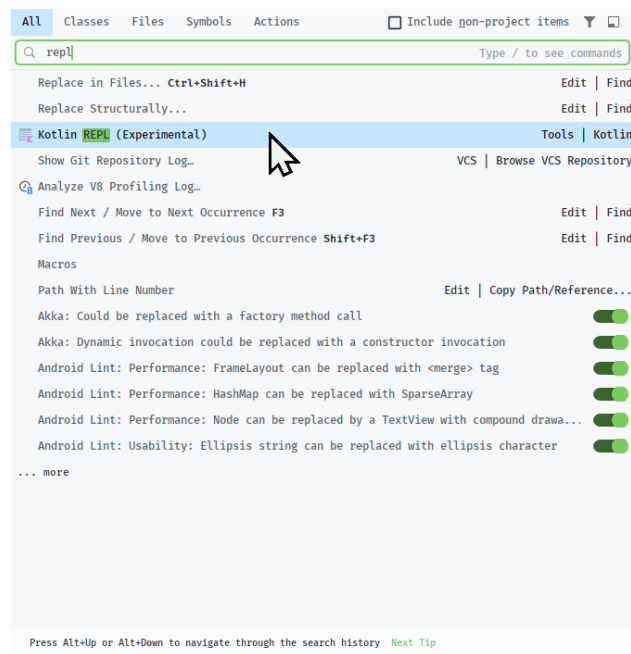 All Classes Files Symbols Actions Include non-project items
repl Type / to see commands
Replace in Files... Ctrl+Shift+H Edit | Find
Replace Structurally... Edit | Find
Kotlin REPL (Experimental) Tools | Kotlin
Show Git Repository Log… VCS | Browse VCS Repository
Analyze V8 Profiling Log…
Find Next / Move to Next Occurrence F3 Edit | Find
Find Previous / Move to Previous Occurrence Shift+F3 Edit | Find
Macros
Path With Line Number Edit | Copy Path/Reference...
Akka: Could be replaced with a factory method call
Akka: Dynamic invocation could be replaced with a constructor invocation
Android Lint: Performance: FrameLayout can be replaced with <merge> tag
Android Lint: Performance: HashMap can be replaced with SparseArray
Android Lint: Performance: Node can be replaced by a TextView with compound drawa...
Android Lint: Usability: Ellipsis string can be replaced with ellipsis character
... more
Press Alt+Up or Alt+Down to navigate through the search history Next Tip